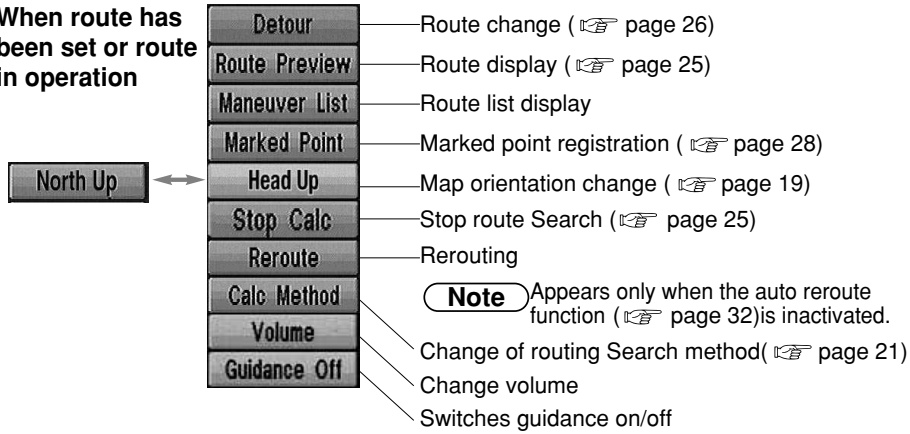 When route has
been set or route
in operation
Detour
Route change ( ☞ page 26)
Route Preview
Route display ( ☞ page 25)
Maneuver List
Route list display
Marked Point
Marked point registration ( ☞ page 28)
North Up
Head Up
Map orientation change ( ☞ page 19)
Stop Calc
Stop route Search (☞ page 25)
Reroute
Rerouting
Note
Appears only when the auto reroute
function ( ☞ page 32)is inactivated.
Calc Method
Change of routing Search method( ☞ page 21)
Volume
Change volume
Guidance Off
Switches guidance on/off